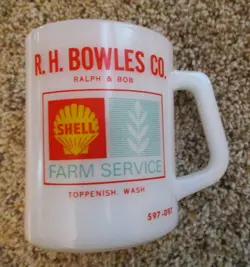 R. H. BOWLES CO.
RALPH & BOB
SHELL
FARM SERVICE
TOPPENISH, WASH